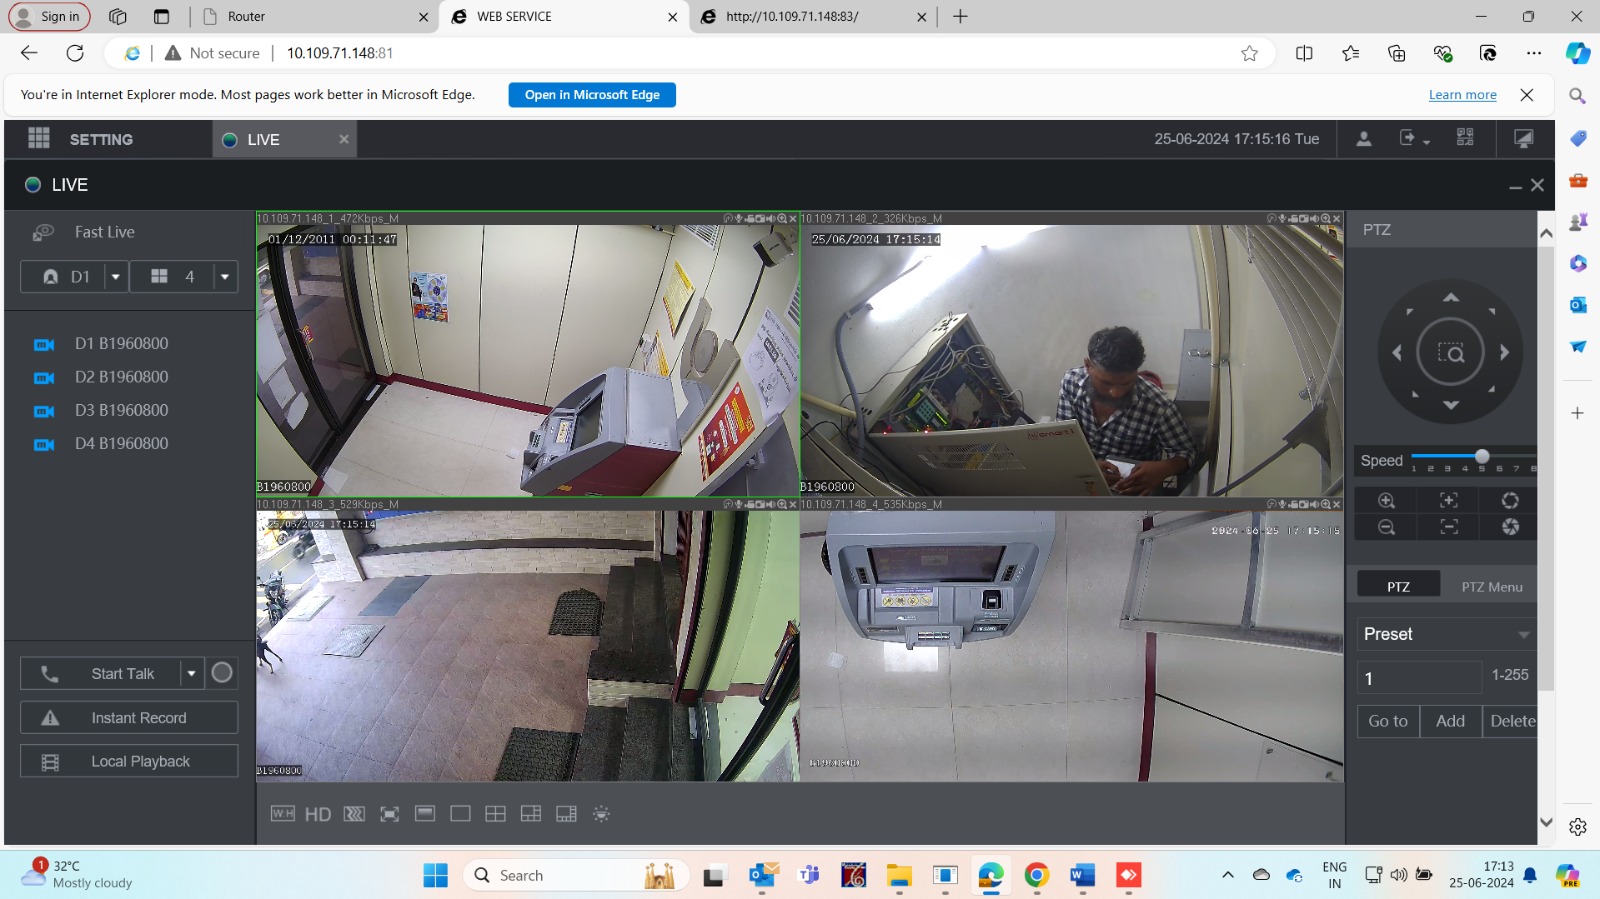 Sign in
Router
WEB SERVICE
http://10.109.71.148:83/
Not secure
10.109.71.148:81
You're in Internet Explorer mode. Most pages work better in Microsoft Edge.
Open in Microsoft Edge
Learn more
SETTING
LIVE
25-06-2024 17:15:16 Tue
LIVE
Fast Live
D1
4
D1 B1960800
D2 B1960800
D3 B1960800
D4 B1960800
Start Talk
Instant Record
Local Playback
10.109.71.148_1_472Kbps_M
01/12/2011 00:11:47
B1960800
10.109.71.148_2_326Kbps_M
25/06/2024 17:15:14
B1960800
10.109.71.148_3_529Kbps_M
25/06/2024 17:15:14
B1960800
10.109.71.148_4_535Kbps_M
2024-06-25 17:15:15
B1960800
W:H
HD
PTZ
Speed
1 2 3 4 5 6 7 8
PTZ
PTZ Menu
Preset
1
1-255
Go to
Add
Delete
1
32°C
Mostly cloudy
Search
ENG
IN
17:13
25-06-2024
PRE